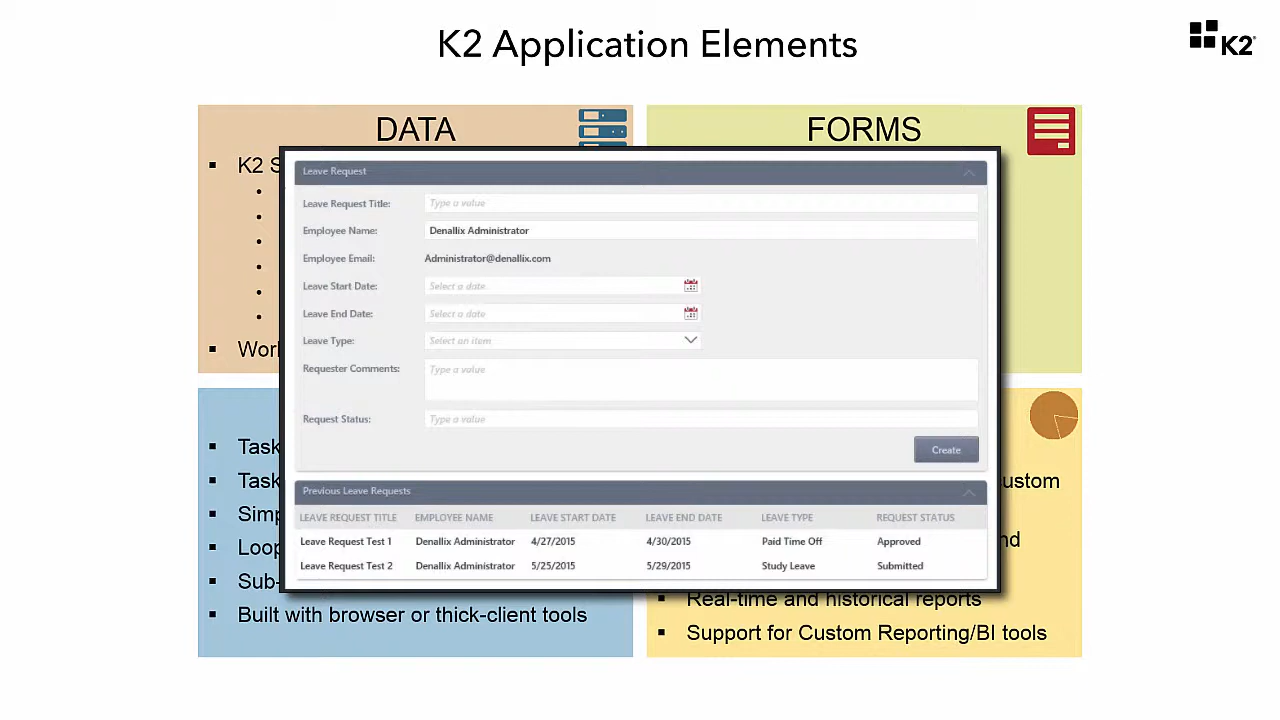 K2 Application Elements
K2
DATA
FORMS
K2
Leave Request
Leave Request Title: Type a value
Employee Name: Denallix Administrator
Employee Email: Administrator@denallix.com
Leave Start Date: Select a date
Leave End Date: Select a date
Leave Type: Select an item
Requester Comments: Type a value
Request Status: Type a value
Create
Previous Leave Requests
LEAVE REQUEST TITLE EMPLOYEE NAME LEAVE START DATE LEAVE END DATE LEAVE TYPE REQUEST STATUS
Leave Request Test 1 Denallix Administrator 4/27/2015 4/30/2015 Paid Time Off Approved
Leave Request Test 2 Denallix Administrator 5/25/2015 5/29/2015 Study Leave Submitted
Task
Task
Loop
Sub-
Built with browser or thick-client tools
Real-time and historical reports
Support for Custom Reporting/BI tools